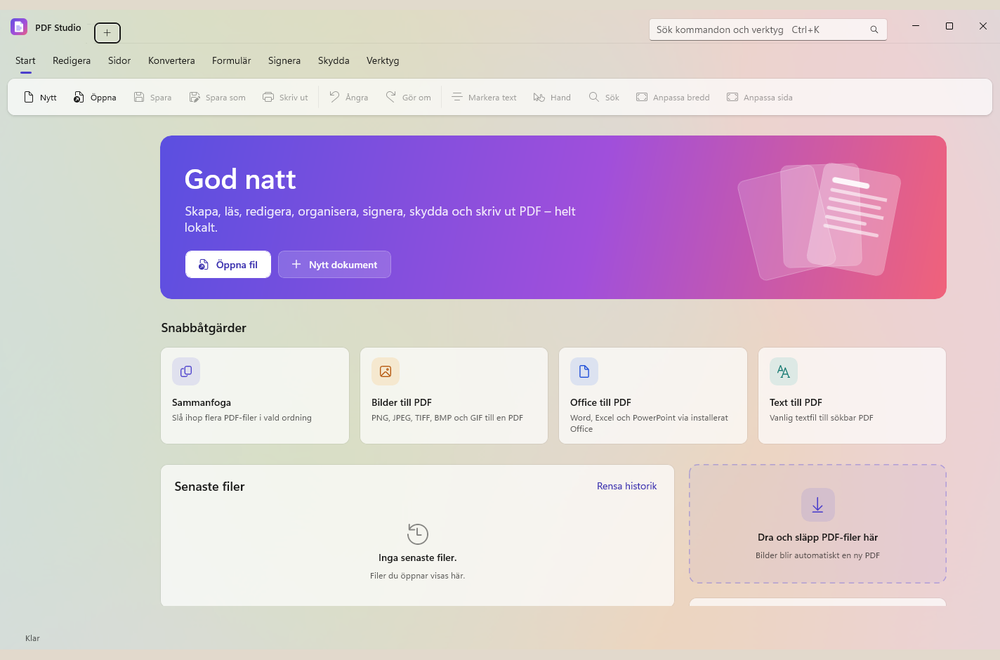 PDF Studio
Sök kommandon och verktyg Ctrl+K
Start Redigera Sidor Konvertera Formulär Signera Skydda Verktyg
Nytt Öppna Spara Spara som Skriv ut Ångra Gör om Markera text Hand Sök Anpassa bredd Anpassa sida
God natt
Skapa, läs, redigera, organisera, signera, skydda och skriv ut PDF – helt
lokalt.
Öppna fil Nytt dokument
Snabbåtgärder
Sammanfoga
Slå ihop flera PDF-filer i vald ordning
Bilder till PDF
PNG, JPEG, TIFF, BMP och GIF till en PDF
Office till PDF
Word, Excel och PowerPoint via installerat
Office
Text till PDF
Vanlig textfil till sökbar PDF
Senaste filer
Rensa historik
Inga senaste filer.
Filer du öppnar visas här.
Dra och släpp PDF-filer här
Bilder blir automatiskt en ny PDF
Klar